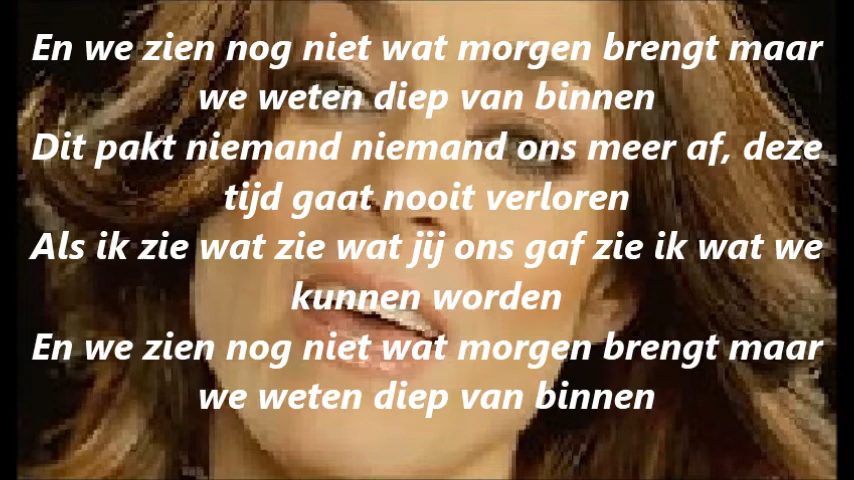 En we zien nog niet wat morgen brengt maar
we weten diep van binnen
Dit pakt niemand niemand ons meer af, deze
tijd gaat nooit verloren
Als ik zie wat zie wat jij ons gaf zie ik wat we
kunnen worden
En we zien nog niet wat morgen brengt maar
we weten diep van binnen